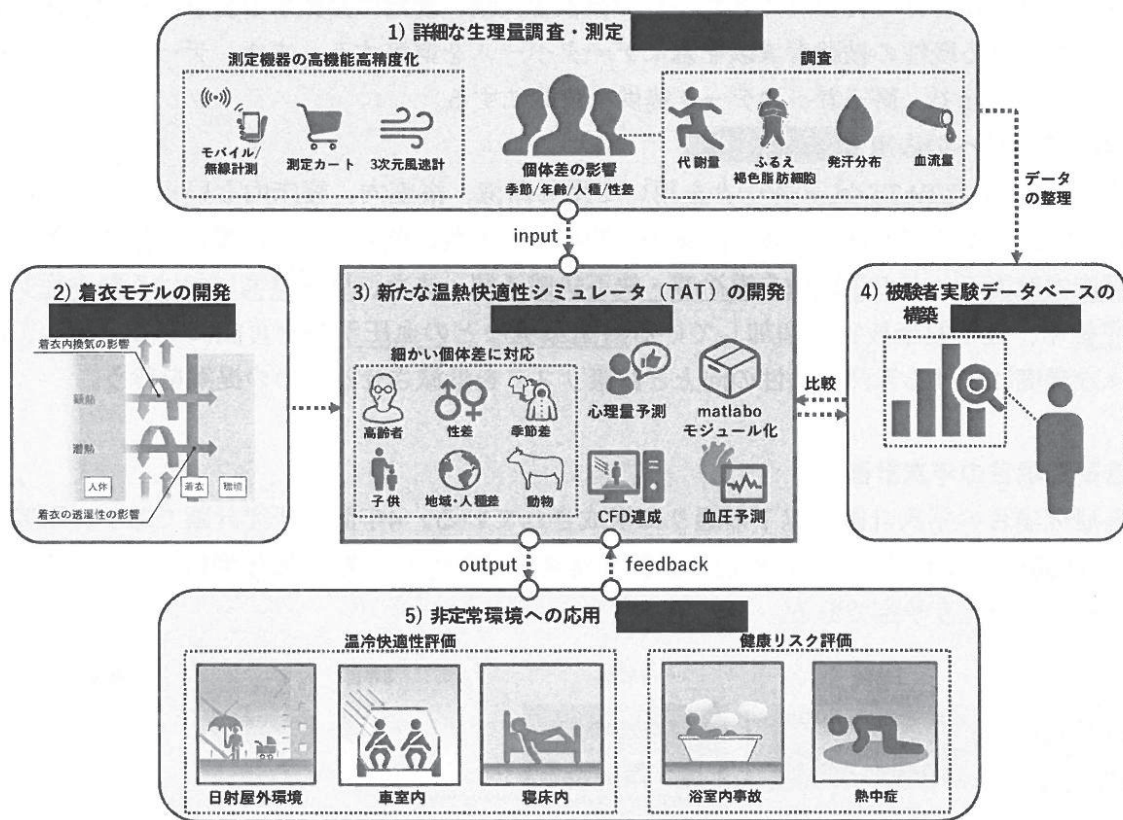 1) 詳細な生理量調査・測定
測定機器の高機能高精度化
モバイル/
無線計測
測定カート
3次元風速計
個体差の影響
季節/年齢/人種/性差
調査
代謝量
ふるえ
褐色脂肪細胞
発汗分布
血流量
データ
の整理
input
2) 着衣モデルの開発
着衣内換気の影響
顕熱
潜熱
人体
着衣
環境
着衣の透湿性の影響
3) 新たな温熱快適性シミュレータ（TAT）の開発
細かい個体差に対応
高齢者
性差
季節差
子供
地域・人種差
動物
心理量予測
matlabo
モジュール化
CFD連成
血圧予測
比較
4) 被験者実験データベースの
構築
output
feedback
5) 非定常環境への応用
温冷快適性評価
日射屋外環境
車室内
寝床内
健康リスク評価
浴室内事故
熱中症